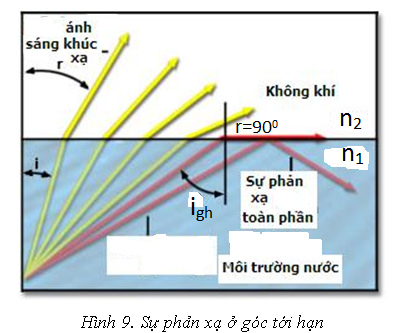 ánh
sáng khúc
xạ
r
Không khí
r=90⁰
n₂
n₁
i
i_gh
Sự phản
xạ
toàn phần
Môi trường nước
Hình 9. Sự phản xạ ở góc tới hạn